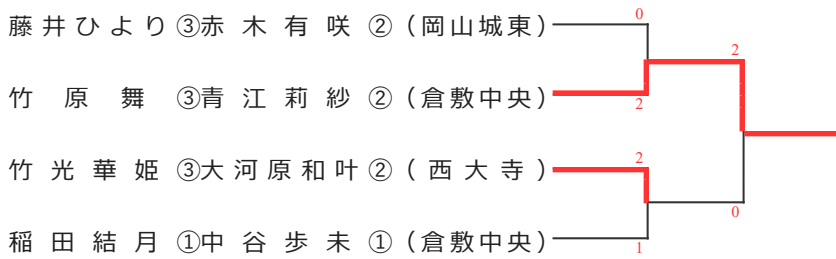 藤井ひより ③赤木有咲 ② (岡山城東) 0
2
竹原舞 ③青江莉紗 ② (倉敷中央) 2
竹光華姫 ③大河原和叶 ② (西大寺) 2
0
稲田結月 ①中谷歩未 ① (倉敷中央) 1